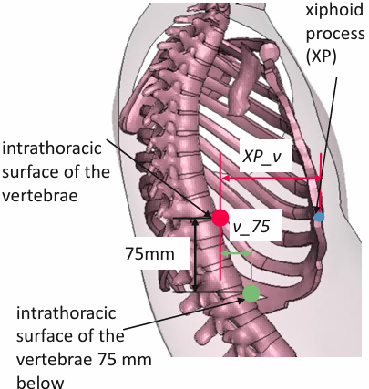 xiphoid
process
(XP)
XP_v
intrathoracic
surface of the
vertebrae
v_75
75mm
intrathoracic
surface of the
vertebrae 75 mm
below